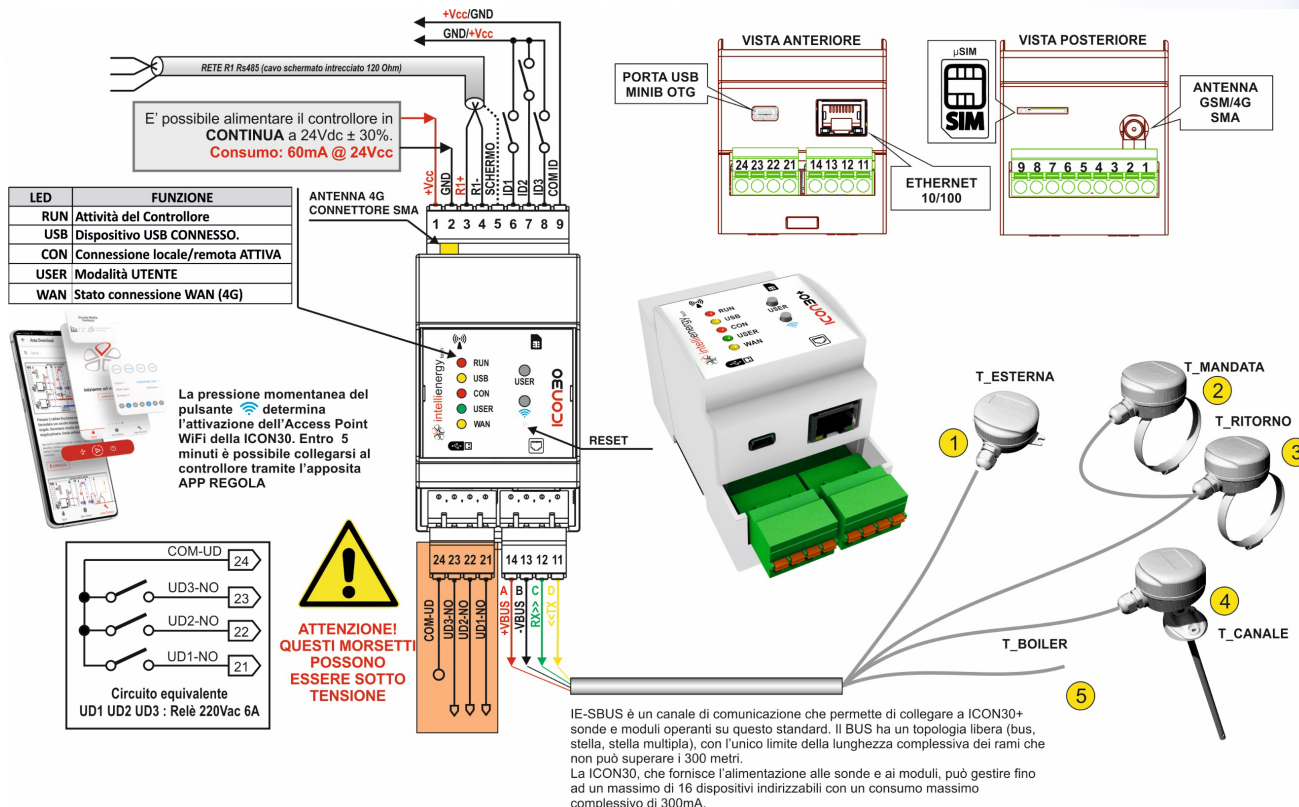 +Vcc/GND
GND/+Vcc
RETE R1 Rs485 (cavo schermato intrecciato 120 Ohm)
E' possibile alimentare il controllore in
CONTINUA a 24Vdc ± 30%.
Consumo: 60mA @ 24Vcc
+Vcc
GND
R1+
R1-
SCHERMO
ID1
ID2
ID3
COM ID
1 2 3 4 5 6 7 8 9
LED FUNZIONE
RUN Attività del Controllore
USB Dispositivo USB CONNESSO.
CON Connessione locale/remota ATTIVA
USER Modalità UTENTE
WAN Stato connessione WAN (4G)
ANTENNA 4G
CONNETTORE SMA
VISTA ANTERIORE
PORTA USB
MINIB OTG
24 23 22 21 14 13 12 11
ETHERNET
10/100
µSIM
SIM
VISTA POSTERIORE
ANTENNA
GSM/4G
SMA
9 8 7 6 5 4 3 2 1
Area Download
La pressione momentanea del
pulsante determina
l'attivazione dell'Access Point
WiFi della ICON30. Entro 5
minuti è possibile collegarsi al
controllore tramite l'apposita
APP REGOLA
intellienergy
RUN
USB
CON
USER
WAN
USER
ICON30
RESET
intellienergy
RUN
USB
CON
USER
WAN
USER
ICON30+
T_ESTERNA
1
T_MANDATA
2
T_RITORNO
3
4
T_CANALE
T_BOILER
5
COM-UD 24
UD3-NO 23
UD2-NO 22
UD1-NO 21
Circuito equivalente
UD1 UD2 UD3 : Relè 220Vac 6A
ATTENZIONE!
QUESTI MORSETTI
POSSONO
ESSERE SOTTO
TENSIONE
24 23 22 21 14 13 12 11
COM-UD
UD3-NO
UD2-NO
UD1-NO
A
+VBUS
B
-VBUS
C
RX>>
D
<<TX
IE-SBUS è un canale di comunicazione che permette di collegare a ICON30+
sonde e moduli operanti su questo standard. Il BUS ha un topologia libera (bus,
stella, stella multipla), con l'unico limite della lunghezza complessiva dei rami che
non può superare i 300 metri.
La ICON30, che fornisce l'alimentazione alle sonde e ai moduli, può gestire fino
ad un massimo di 16 dispositivi indirizzabili con un consumo massimo
complessivo di 300mA.